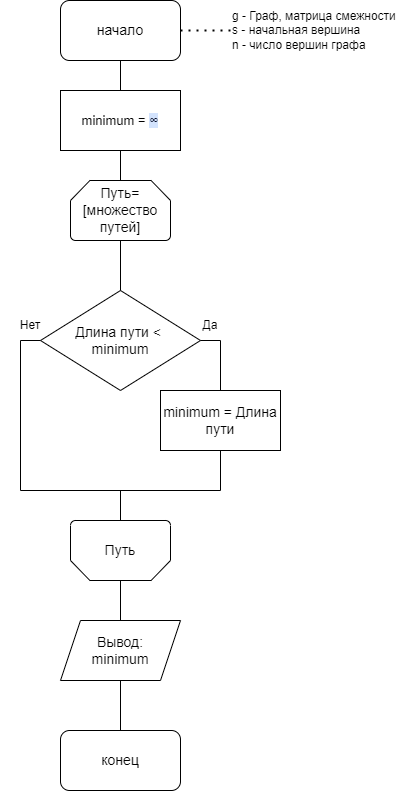 начало
g - Граф, матрица смежности
s - начальная вершина
n - число вершин графа
minimum = ∞
Путь=
[множество
путей]
Нет
Длина пути <
minimum
Да
minimum = Длина
пути
Путь
Вывод:
minimum
конец